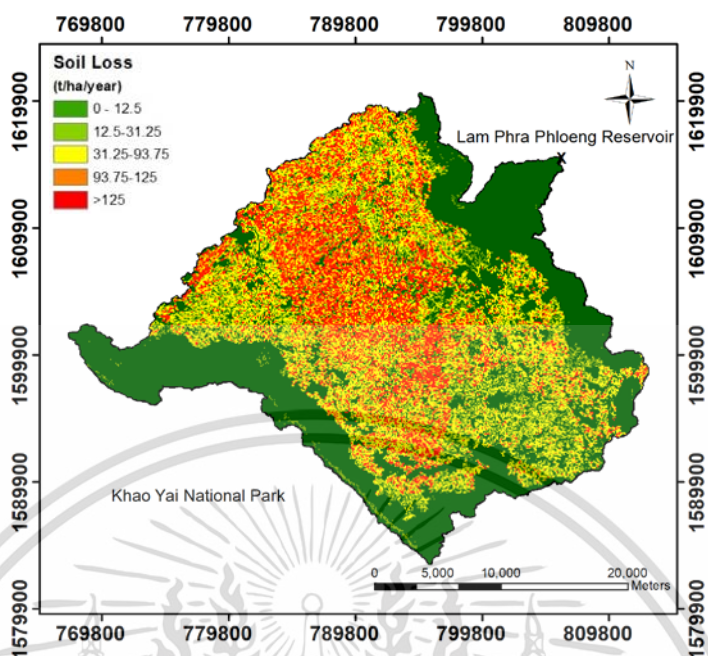 769800 779800 789800 799800 809800
Soil Loss
(t/ha/year)
0 - 12.5
12.5-31.25
31.25-93.75
93.75-125
>125
N
Lam Phra Phloeng Reservoir
x
1619900 1619900
1609900 1609900
1599900 1599900
1589900 1589900
Khao Yai National Park
0 5,000 10,000 20,000
Meters
1579900 1579900
769800 779800 789800 799800 809800